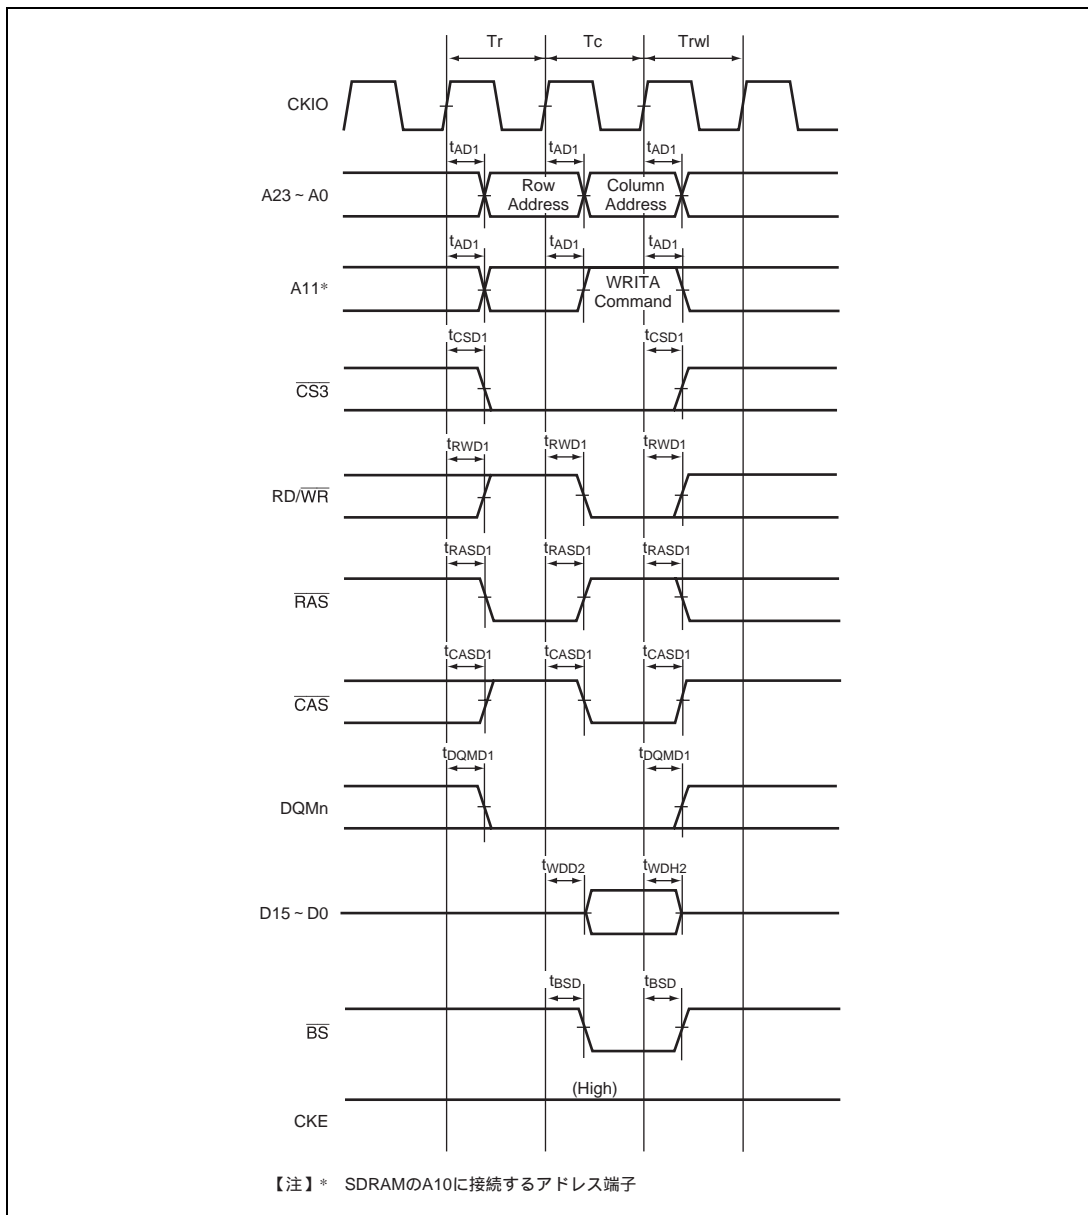 Tr Tc Trwl
CKIO
tAD1 tAD1 tAD1
A23 ~ A0
Row Address Column Address
tAD1 tAD1 tAD1
A11*
WRITA Command
tCSD1 tCSD1
CS3
tRWD1 tRWD1 tRWD1
RD/WR
tRASD1 tRASD1 tRASD1
RAS
tCASD1 tCASD1 tCASD1
CAS
tDQMD1 tDQMD1
DQMn
tWDD2 tWDH2
D15 ~ D0
tBSD tBSD
BS
(High)
CKE
【注】* SDRAMのA10に接続するアドレス端子